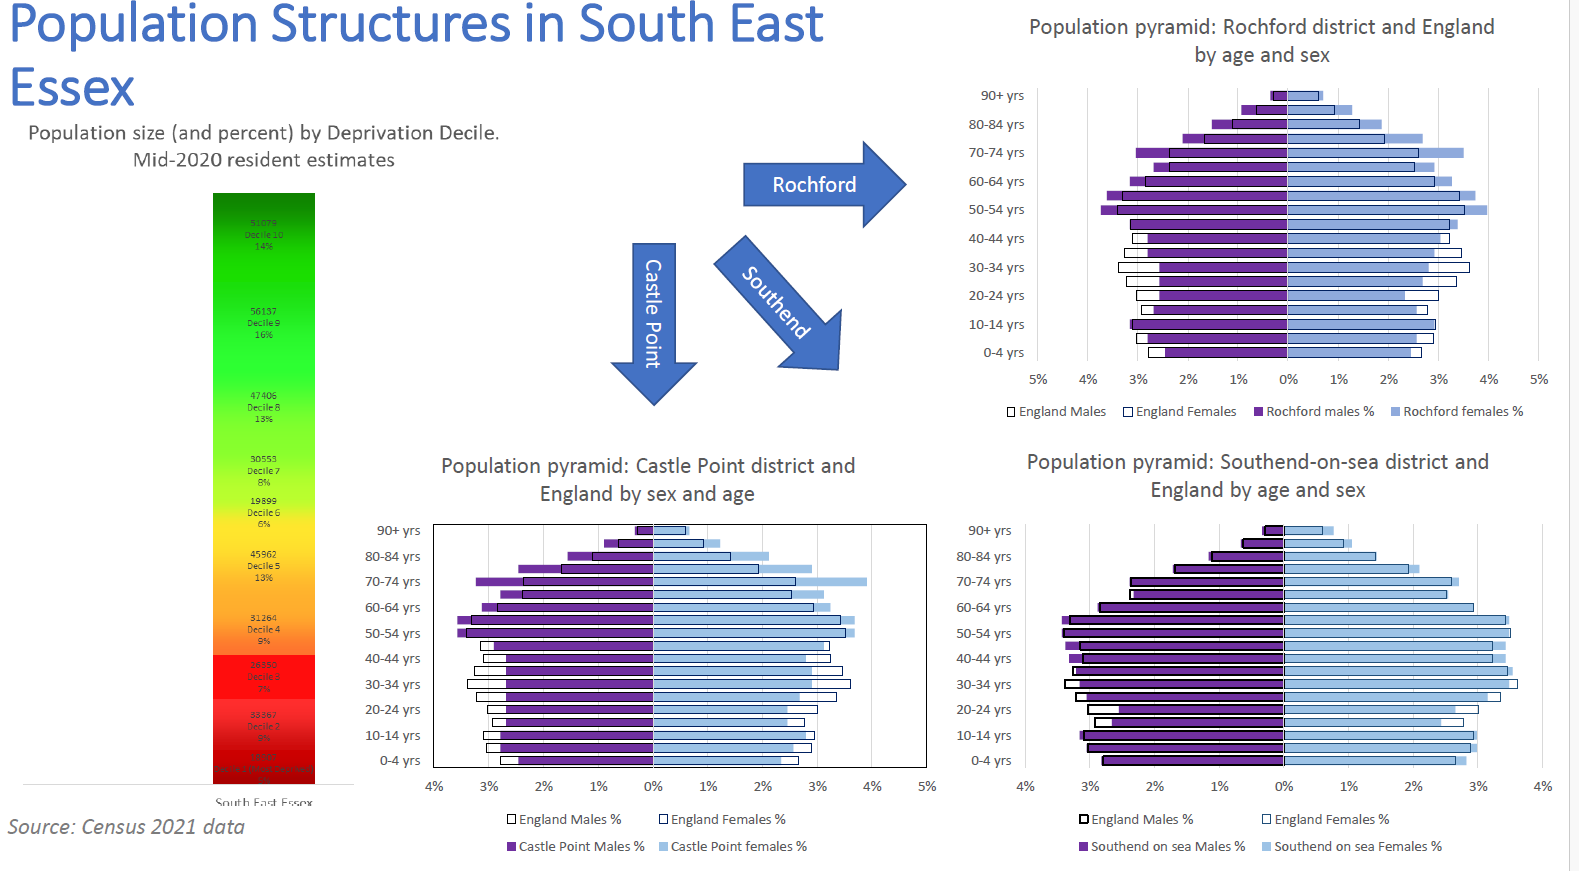 Population Structures in South East
Essex
Population size (and percent) by Deprivation Decile.
Mid-2020 resident estimates
51079
Decile 10
14%
56137
Decile 9
16%
47406
Decile 8
13%
30553
Decile 7
8%
19899
Decile 6
6%
45962
Decile 5
13%
31264
Decile 4
9%
Decile 3
7%
Decile 2
9%
South East Essex
Source: Census 2021 data
Rochford
Castle Point
Southend
Population pyramid: Rochford district and England
by age and sex
90+ yrs
80-84 yrs
70-74 yrs
60-64 yrs
50-54 yrs
40-44 yrs
30-34 yrs
20-24 yrs
10-14 yrs
0-4 yrs
5% 4% 3% 2% 1% 0% 1% 2% 3% 4% 5%
England Males England Females Rochford males % Rochford females %
Population pyramid: Castle Point district and
England by sex and age
90+ yrs
80-84 yrs
70-74 yrs
60-64 yrs
50-54 yrs
40-44 yrs
30-34 yrs
20-24 yrs
10-14 yrs
0-4 yrs
4% 3% 2% 1% 0% 1% 2% 3% 4% 5%
England Males % England Females %
Castle Point Males % Castle Point females %
Population pyramid: Southend-on-sea district and
England by age and sex
90+ yrs
80-84 yrs
70-74 yrs
60-64 yrs
50-54 yrs
40-44 yrs
30-34 yrs
20-24 yrs
10-14 yrs
0-4 yrs
4% 3% 2% 1% 0% 1% 2% 3% 4%
England Males % England Females %
Southend on sea Males % Southend on sea Females %